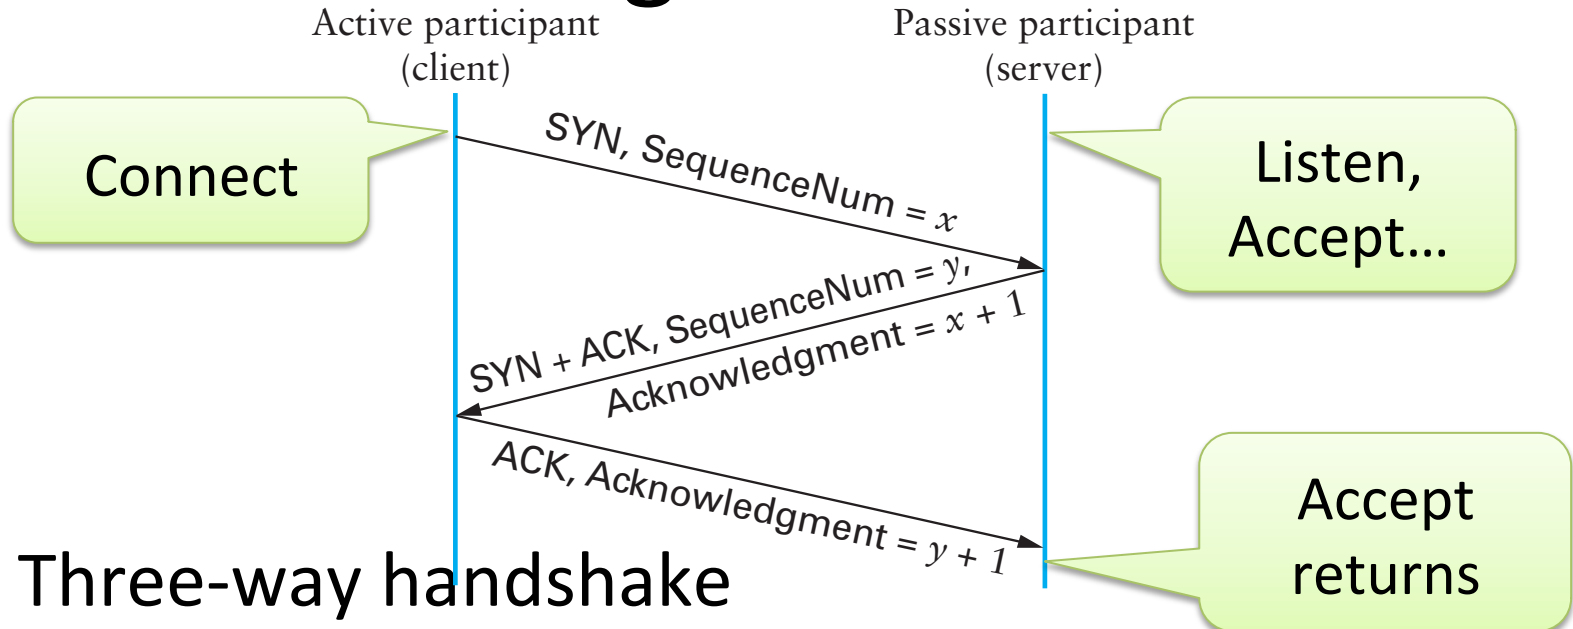 Active participant
(client)
Passive participant
(server)
Connect
Listen,
Accept...
SYN, SequenceNum = x
SYN + ACK, SequenceNum = y,
Acknowledgment = x + 1
ACK, Acknowledgment = y + 1
Accept
returns
Three-way handshake